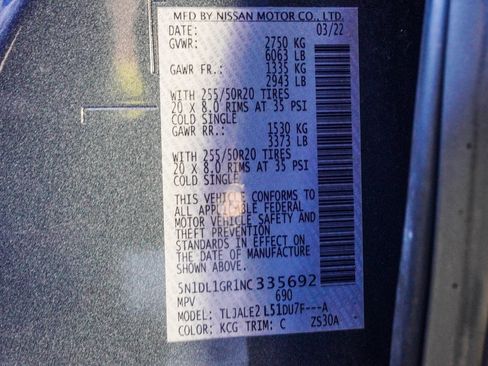 MFD BY NISSAN MOTOR CO., LTD.
DATE: 03/22
GVWR: 2750 KG
6063 LB
GAWR FR.: 1335 KG
2943 LB
WITH 255/50R20 TIRES
20 X 8.0 RIMS AT 35 PSI
COLD SINGLE
GAWR RR.: 1530 KG
3373 LB
WITH 255/50R20 TIRES
20 X 8.0 RIMS AT 35 PSI
COLD SINGLE
THIS VEHICLE CONFORMS TO
ALL APPLICABLE FEDERAL
MOTOR VEHICLE SAFETY AND
THEFT PREVENTION
STANDARDS IN EFFECT ON
THE DATE OF MANUFACTURE
SHOWN ABOVE.
5N1DL1GR1NC335692
MPV 690
MODEL: TLJALE2 L51DU7F---A
COLOR: KCG TRIM: C ZS30A